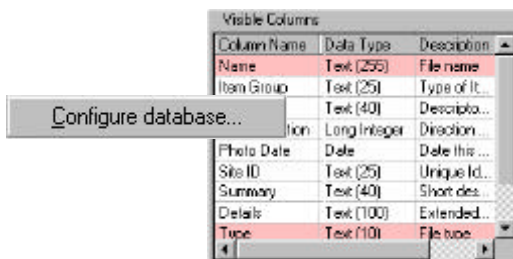 Visible Columns
Column Name Data Type Description
Name Text (255) File name
Item Group Text (25) Type of It...
Text (40) Descripto...
Configure database...
tion Long Integer Direction
Photo Date Date Date this ...
Site ID Text (25) Unique Id...
Summary Text (40) Short des...
Details Text (100) Extended...
Type Text (10) File type